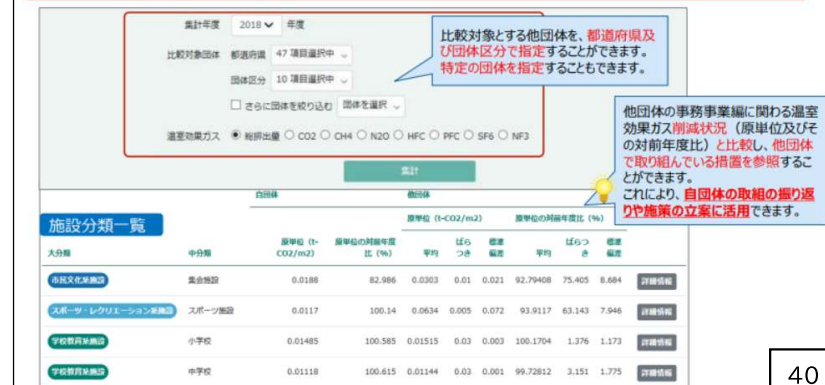 集計年度 2018 年度
比較対象とする他団体を、都道府県及
び団体区分で指定することができます。
特定の団体を指定することもできます。
比較対象団体 都道府県 47 項目選択中
団体区分 10 項目選択中
さらに団体を絞り込む 団体を選択
温室効果ガス 総排出量 CO2 CH4 N2O HFC PFC SF6 NF3
集計
他団体の事務事業編に関わる温室
効果ガス削減状況（原単位及びそ
の対前年度比）と比較し、他団体
で取り組んでいる措置を参照するこ
とができます。
これにより、自団体の取組の振り返
りや施策の立案に活用できます。
自団体 他団体
施設分類一覧
原単位 (t-CO2/m2) 原単位の対前年度比 (%)
大分類 中分類 原単位 (t-CO2/m2) 原単位の対前年度比 (%) 平均 ばらつき 標準偏差 平均 ばらつき 標準偏差
市民文化系施設 集会施設 0.0188 82.986 0.0303 0.01 0.021 92.79408 75.405 8.684 詳細情報
スポーツ・レクリエーション系施設 スポーツ施設 0.0117 100.14 0.0634 0.005 0.072 93.9117 63.143 7.946 詳細情報
学校教育系施設 小学校 0.01485 100.585 0.01515 0.03 0.003 100.1704 1.376 1.173 詳細情報
学校教育系施設 中学校 0.01118 100.615 0.01144 0.03 0.001 99.72812 3.151 1.775 詳細情報
40